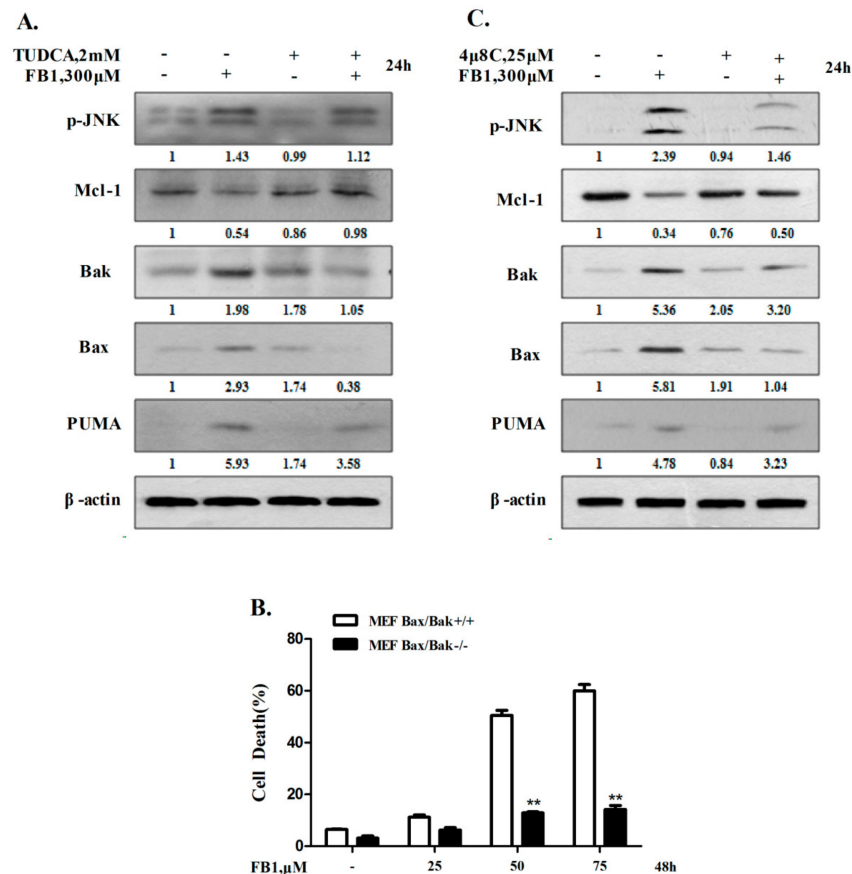 A.
TUDCA,2mM - - + + 24h
FB1,300μM - + - +
p-JNK
1 1.43 0.99 1.12
Mcl-1
1 0.54 0.86 0.98
Bak
1 1.98 1.78 1.05
Bax
1 2.93 1.74 0.38
PUMA
1 5.93 1.74 3.58
β-actin
C.
4μ8C,25μM - - + + 24h
FB1,300μM - + - +
p-JNK
1 2.39 0.94 1.46
Mcl-1
1 0.34 0.76 0.50
Bak
1 5.36 2.05 3.20
Bax
1 5.81 1.91 1.04
PUMA
1 4.78 0.84 3.23
β-actin
B.
MEF Bax/Bak+/+
MEF Bax/Bak-/-
Cell Death(%)
80
60
40
20
0
** **
FB1,μM - 25 50 75 48h